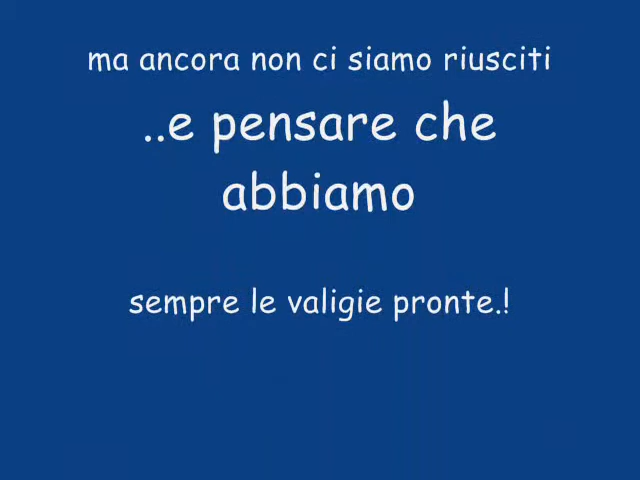 ma ancora non ci siamo riusciti
..e pensare che
abbiamo
sempre le valigie pronte.!